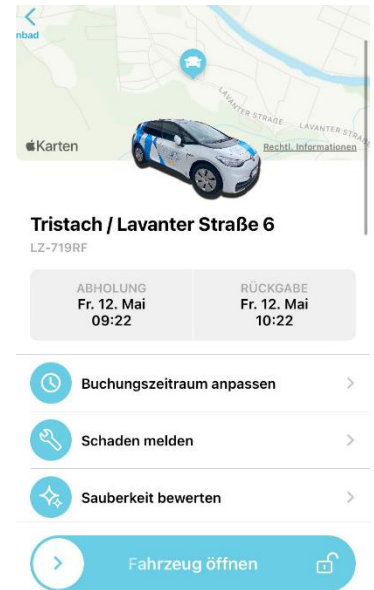 nbad
LAVANTER STRAßE
LAVANTER STRA
Karten
Rechtl. Informationen
Tristach / Lavanter Straße 6
LZ-719RF
ABHOLUNG
Fr. 12. Mai
09:22
RÜCKGABE
Fr. 12. Mai
10:22
Buchungszeitraum anpassen
Schaden melden
Sauberkeit bewerten
Fahrzeug öffnen